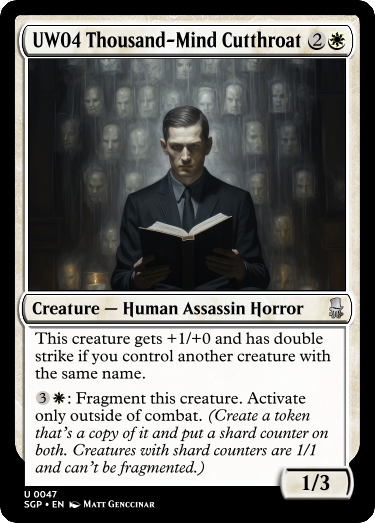 UW04 Thousand-Mind Cutthroat 2
Creature — Human Assassin Horror
This creature gets +1/+0 and has double
strike if you control another creature with
the same name.
3 : Fragment this creature. Activate
only outside of combat. (Create a token
that's a copy of it and put a shard counter
on both. Creatures with shard counters are 1/1
and can't be fragmented.)
1/3
U 0047
SGP • EN Matt Genccinar